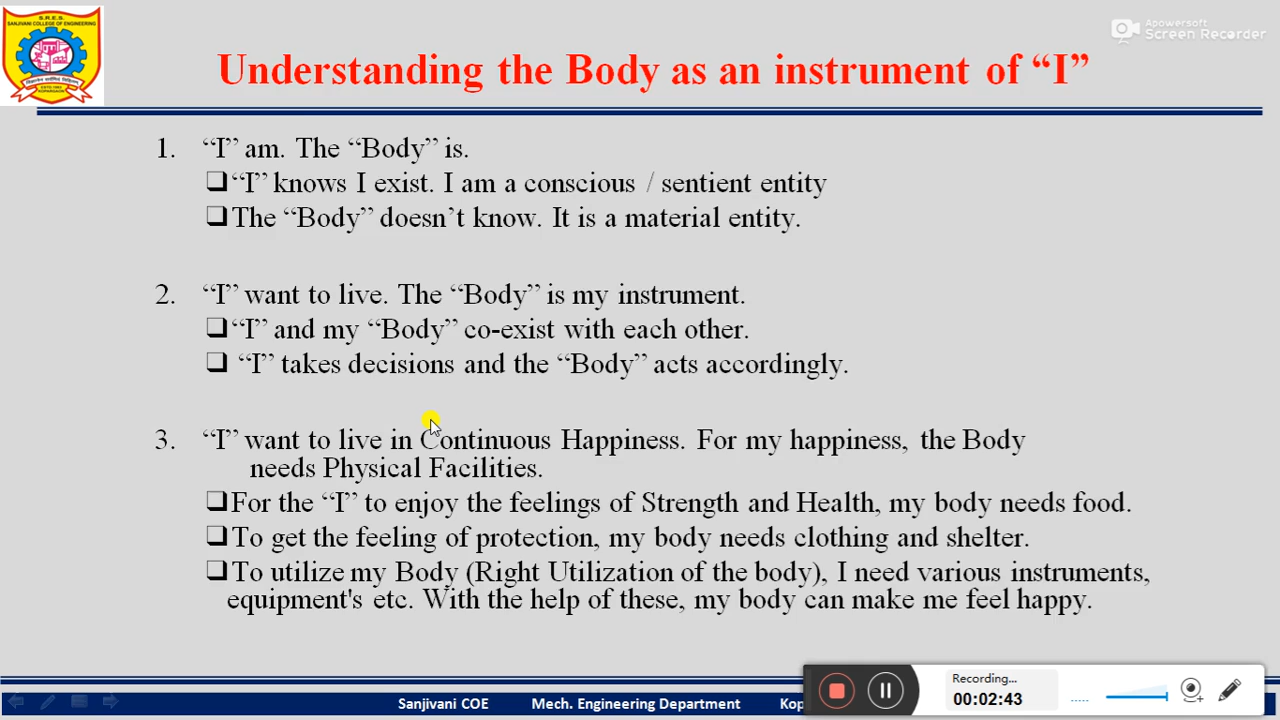 S.R.E.S.
SANJIVANI COLLEGE OF ENGINEERING
Apowersoft
Screen Recorder
Understanding the Body as an instrument of “I”
1. “I” am. The “Body” is.
❑“I” knows I exist. I am a conscious / sentient entity
❑The “Body” doesn’t know. It is a material entity.
2. “I” want to live. The “Body” is my instrument.
❑“I” and my “Body” co-exist with each other.
❑ “I” takes decisions and the “Body” acts accordingly.
3. “I” want to live in Continuous Happiness. For my happiness, the Body
needs Physical Facilities.
❑For the “I” to enjoy the feelings of Strength and Health, my body needs food.
❑To get the feeling of protection, my body needs clothing and shelter.
❑To utilize my Body (Right Utilization of the body), I need various instruments,
equipment's etc. With the help of these, my body can make me feel happy.
Sanjivani COE Mech. Engineering Department Kop
Recording...
00:02:43